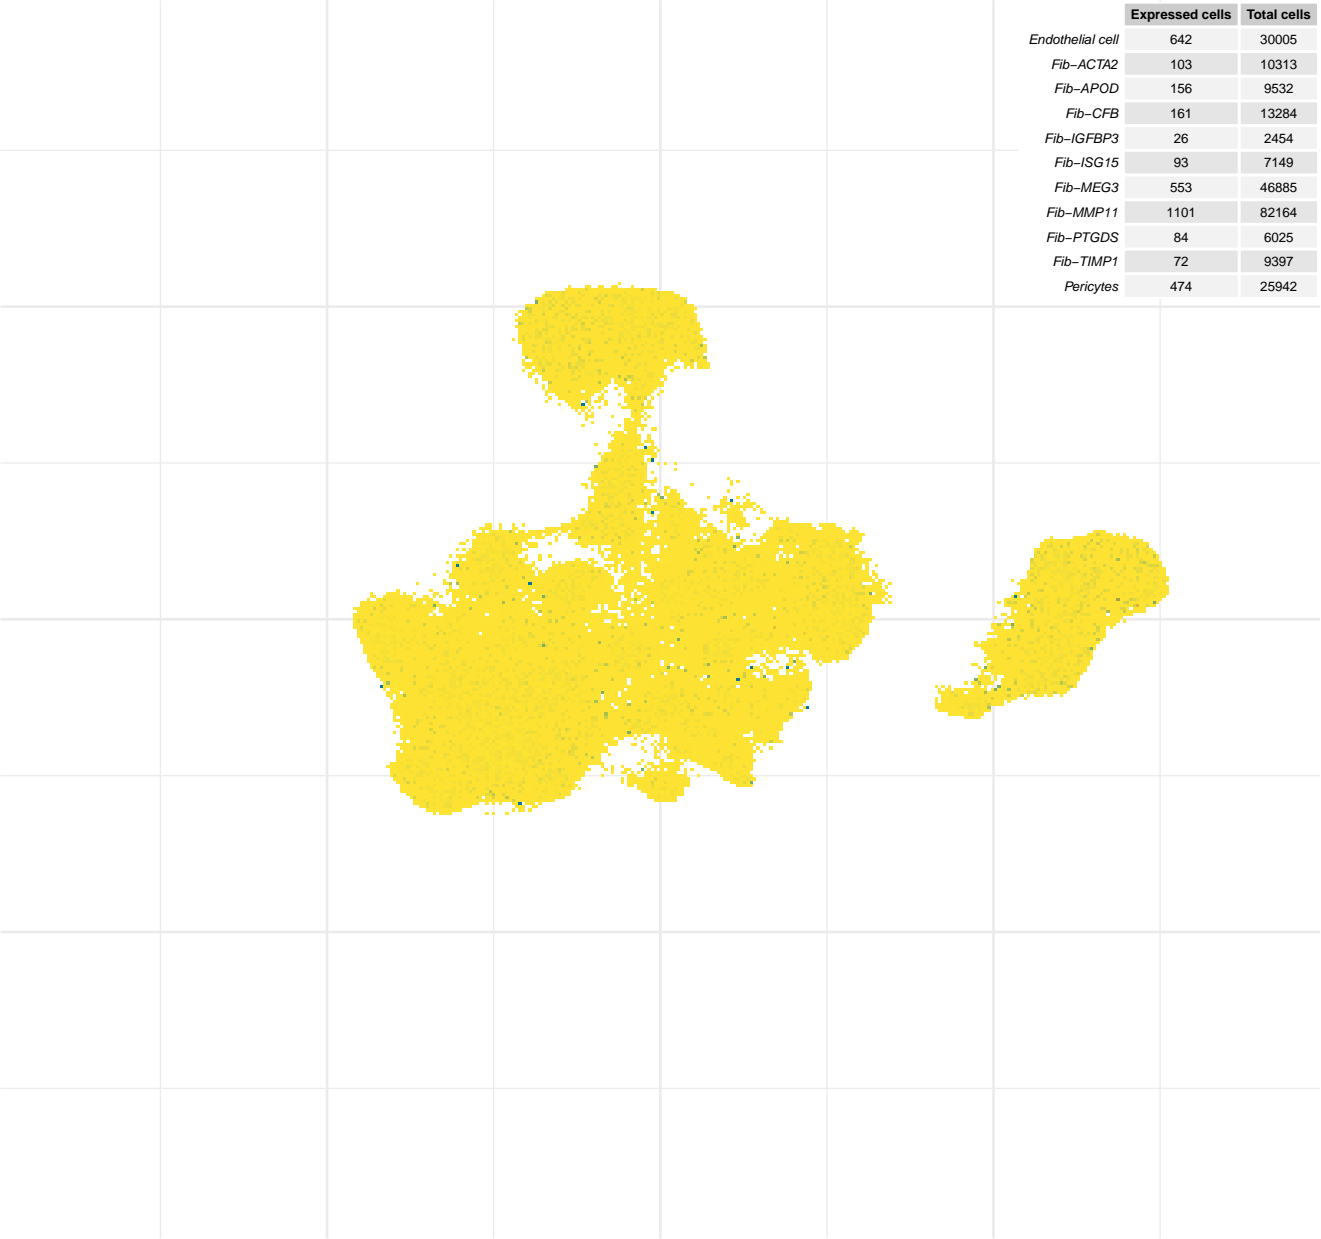 Expressed cells Total cells
Endothelial cell 642 30005
Fib−ACTA2 103 10313
Fib−APOD 156 9532
Fib−CFB 161 13284
Fib−IGFBP3 26 2454
Fib−ISG15 93 7149
Fib−MEG3 553 46885
Fib−MMP11 1101 82164
Fib−PTGDS 84 6025
Fib−TIMP1 72 9397
Pericytes 474 25942